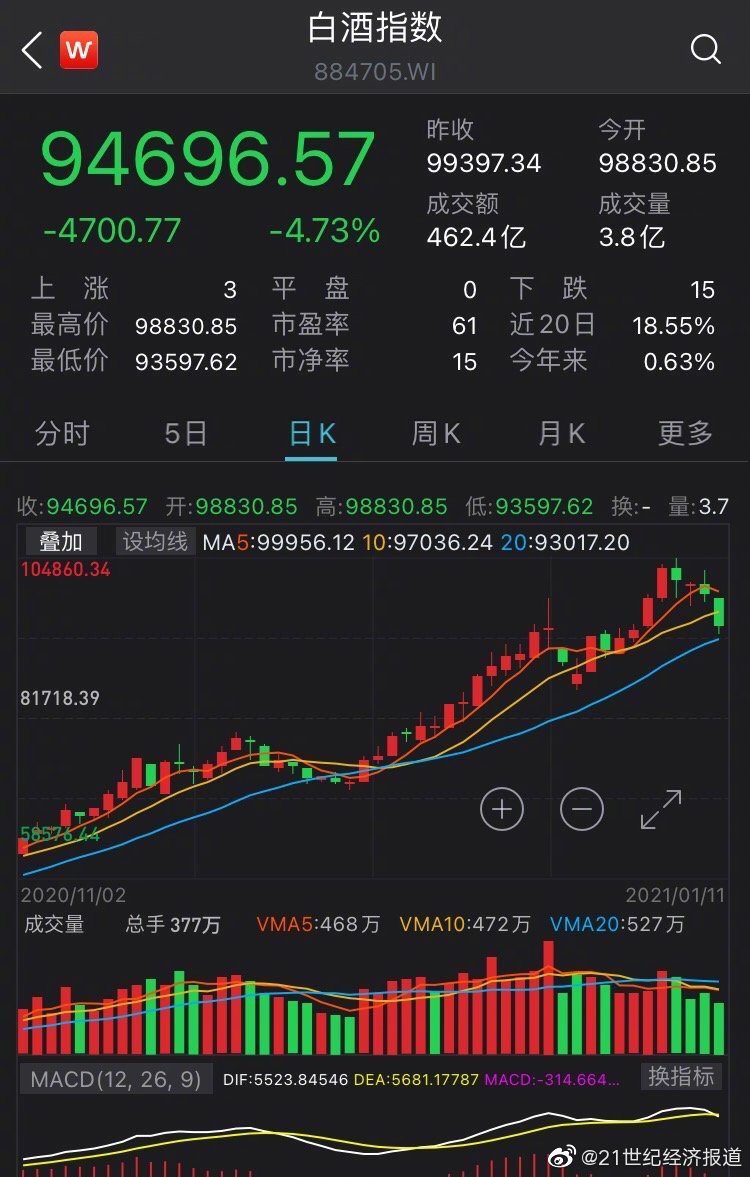 W 白酒指数
884705.WI
94696.57
-4700.77 -4.73%
昨收 今开
99397.34 98830.85
成交额 成交量
462.4亿 3.8亿
上涨 3 平盘 0 下跌 15
最高价 98830.85 市盈率 61 近20日 18.55%
最低价 93597.62 市净率 15 今年来 0.63%
分时 5日 日K 周K 月K 更多
收:94696.57 开:98830.85 高:98830.85 低:93597.62 换:- 量:3.7
叠加 设均线 MA5:99956.12 10:97036.24 20:93017.20
104860.34
81718.39
58576.44
2020/11/02 2021/01/11
成交量 总手 377万 VMA5:468万 VMA10:472万 VMA20:527万
MACD(12, 26, 9) DIF:5523.84546 DEA:5681.17787 MACD:-314.664... 换指标
@21世纪经济报道